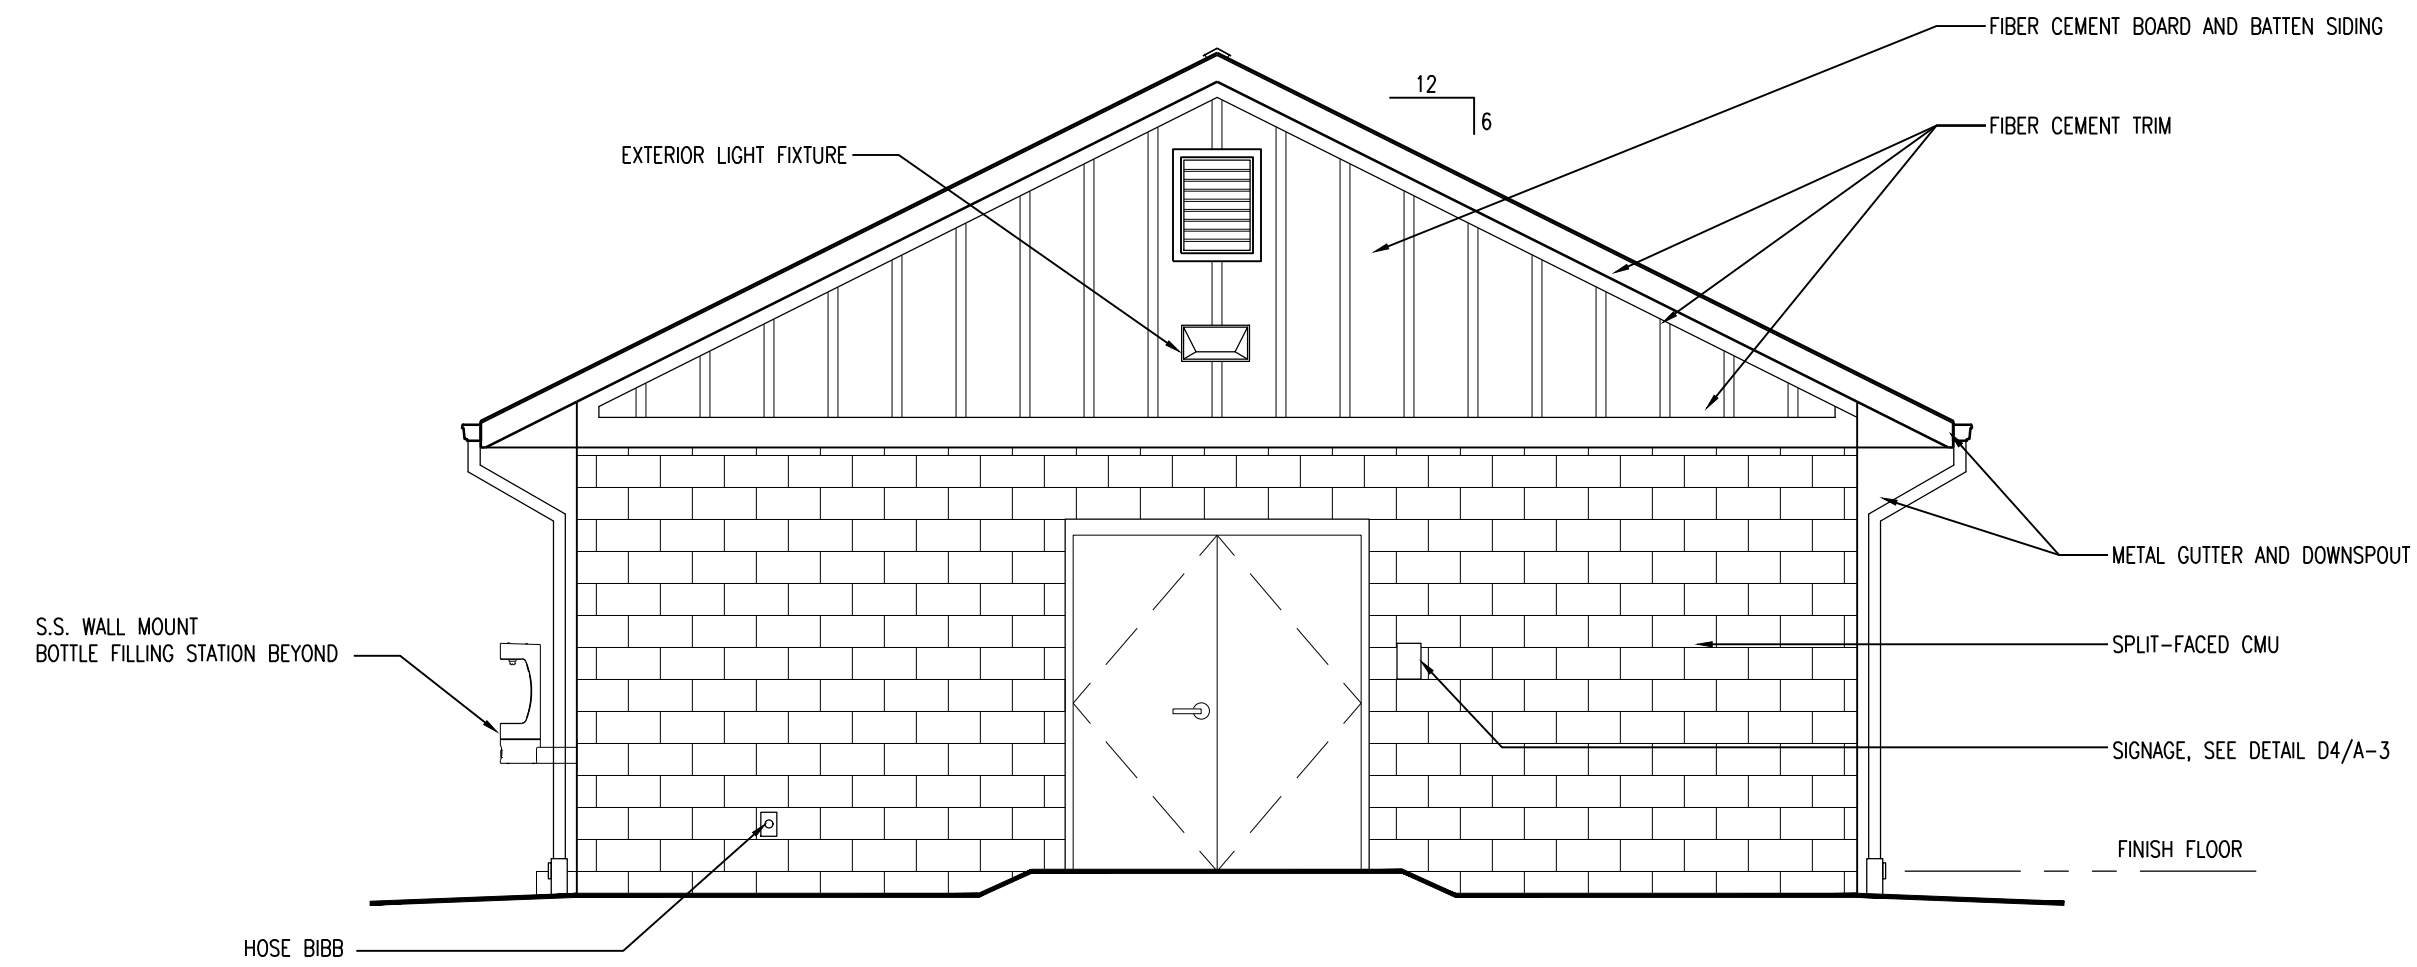 FIBER CEMENT BOARD AND BATTEN SIDING
12
6
FIBER CEMENT TRIM
EXTERIOR LIGHT FIXTURE
METAL GUTTER AND DOWNSPOUT
S.S. WALL MOUNT
BOTTLE FILLING STATION BEYOND
SPLIT-FACED CMU
SIGNAGE, SEE DETAIL D4/A-3
FINISH FLOOR
HOSE BIBB